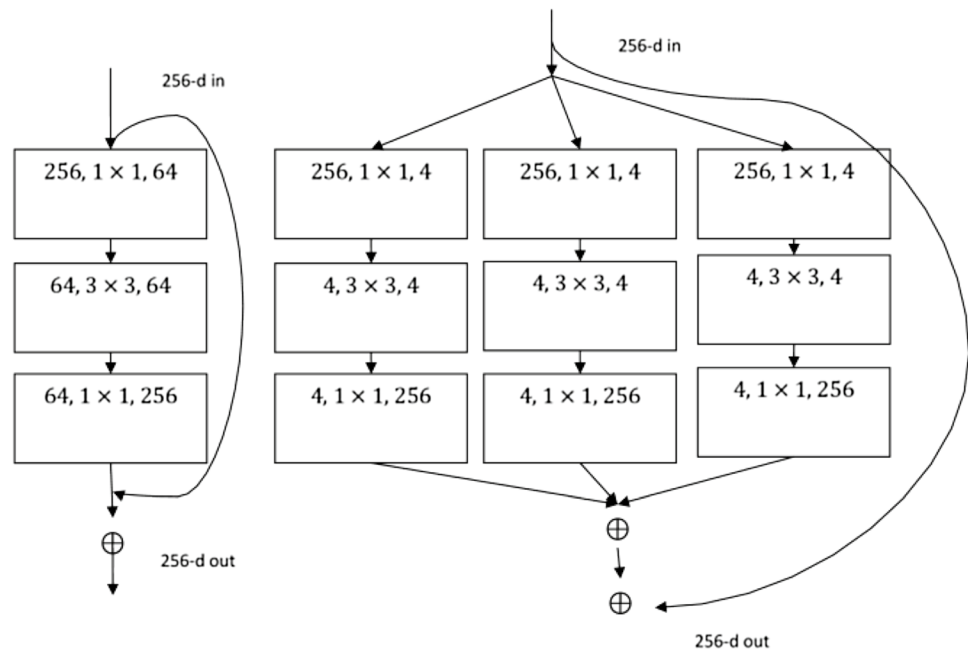 256-d in
256, 1 × 1, 64
64, 3 × 3, 64
64, 1 × 1, 256
⊕
256-d out
256-d in
256, 1 × 1, 4
256, 1 × 1, 4
256, 1 × 1, 4
4, 3 × 3, 4
4, 3 × 3, 4
4, 3 × 3, 4
4, 1 × 1, 256
4, 1 × 1, 256
4, 1 × 1, 256
⊕
⊕
256-d out